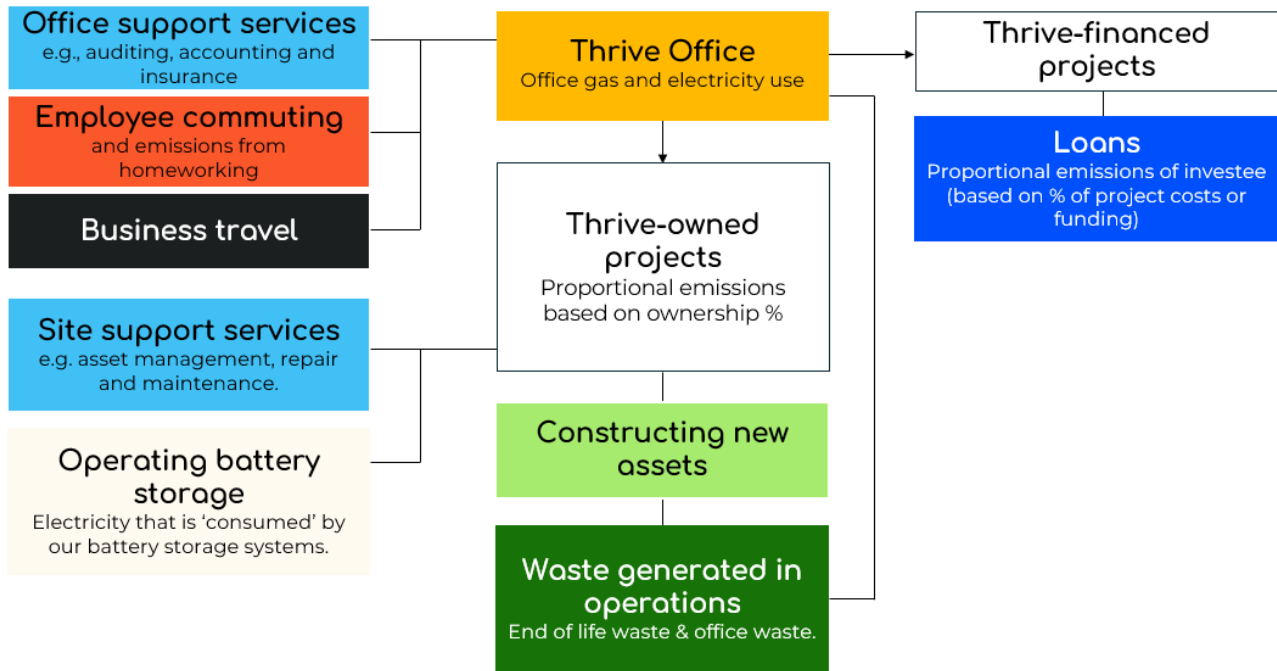 Office support services
e.g., auditing, accounting and
insurance
Employee commuting
and emissions from
homeworking
Business travel
Site support services
e.g. asset management, repair
and maintenance.
Operating battery
storage
Electricity that is ‘consumed’ by
our battery storage systems.
Thrive Office
Office gas and electricity use
Thrive-owned
projects
Proportional emissions
based on ownership %
Constructing new
assets
Waste generated in
operations
End of life waste & office waste.
Thrive-financed
projects
Loans
Proportional emissions of investee
(based on % of project costs or
funding)